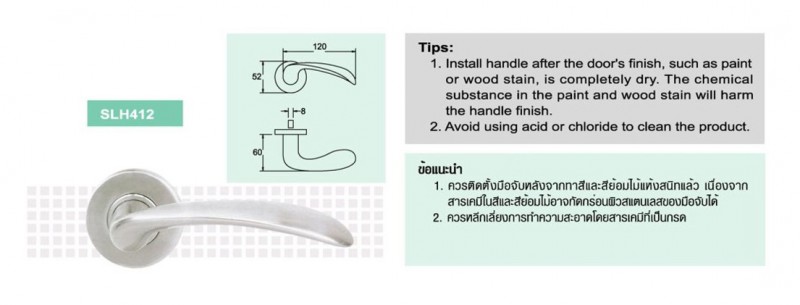 SLH412
120
52
8
60
Tips:
1. Install handle after the door's finish, such as paint
or wood stain, is completely dry. The chemical
substance in the paint and wood stain will harm
the handle finish.
2. Avoid using acid or chloride to clean the product.
ข้อแนะนำ
1. ควรติดตั้งมือจับหลังจากทาสีและสีย้อมไม้แห้งสนิทแล้ว เนื่องจาก
สารเคมีในสีและสีย้อมไม้อาจกัดกร่อนผิวสแตนเลสของมือจับได้
2. ควรหลีกเลี่ยงการทำความสะอาดโดยสารเคมีที่เป็นกรด